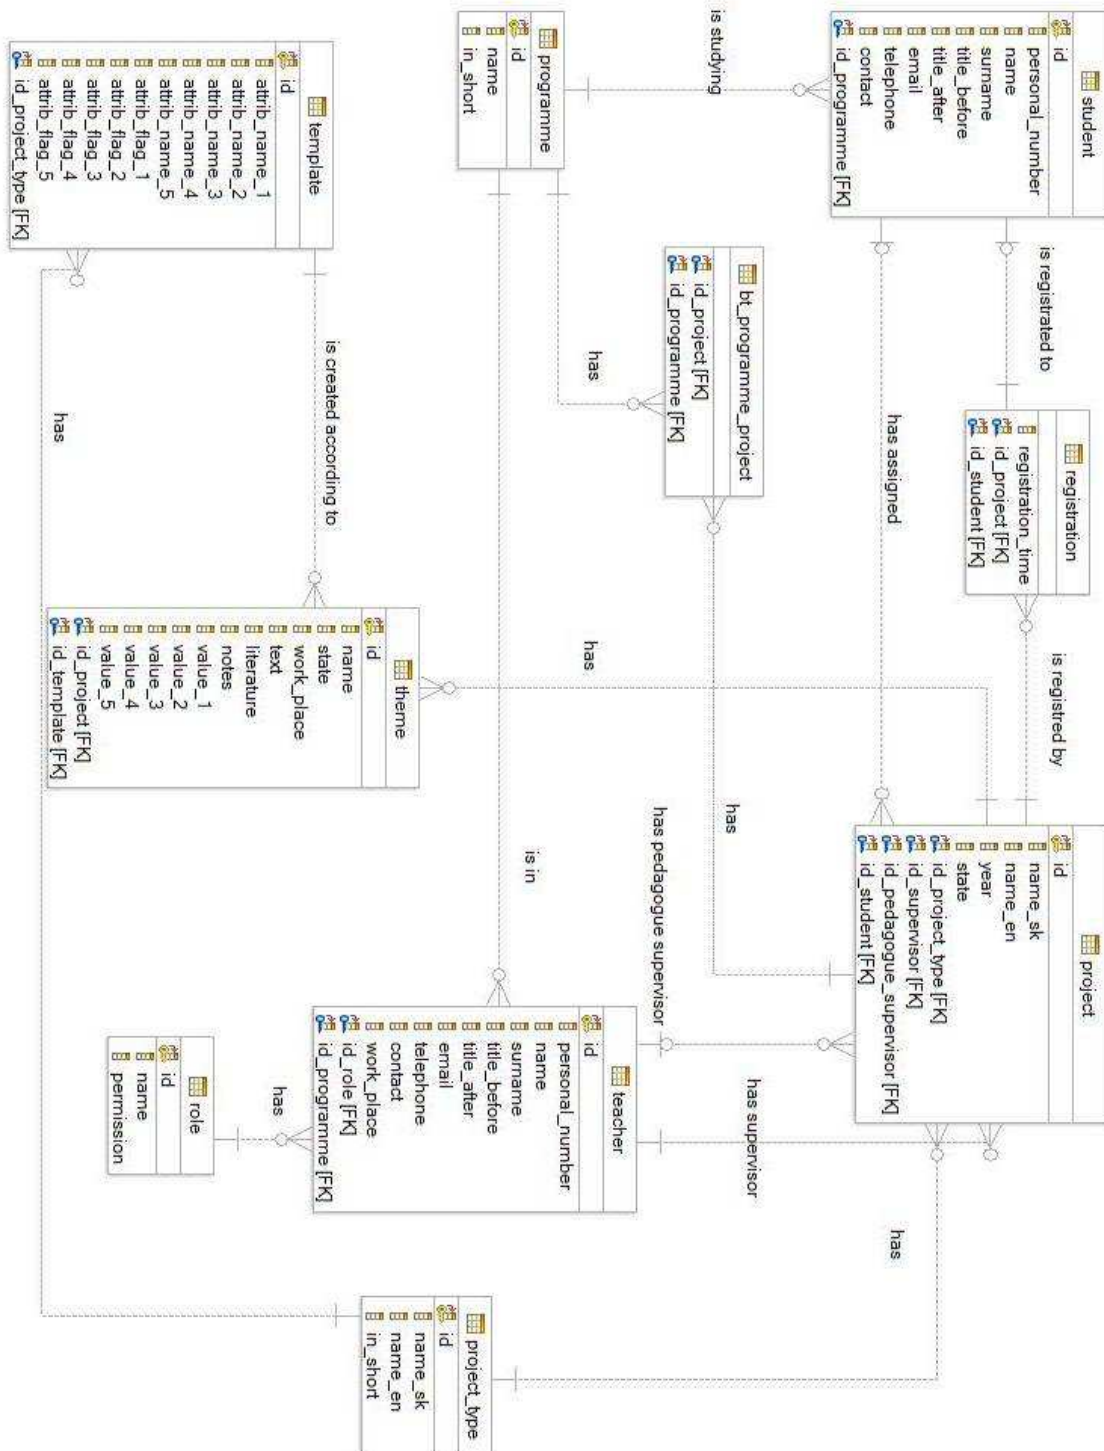 student
id
personal_number
name
surname
title_before
title_after
email
telephone
contact
id_programme [FK]
is registrated to
registration
registration_time
id_project [FK]
id_student [FK]
is registred by
project
id
name_sk
name_en
year
state
id_project_type [FK]
id_supervisor [FK]
id_pedagogue_supervisor [FK]
id_student [FK]
is studying
has assigned
bt_programme_project
id_project [FK]
id_programme [FK]
has
has
has
has pedagogue supervisor
has supervisor
has
programme
id
name
in_short
is in
teacher
id
personal_number
name
surname
title_before
title_after
email
telephone
contact
work_place
id_role [FK]
id_programme [FK]
project_type
id
name_sk
name_en
in_short
template
id
attrib_name_1
attrib_name_2
attrib_name_3
attrib_name_4
attrib_name_5
attrib_flag_1
attrib_flag_2
attrib_flag_3
attrib_flag_4
attrib_flag_5
id_project_type [FK]
is created according to
theme
id
name
state
work_place
text
literature
notes
value_1
value_2
value_3
value_4
value_5
id_project [FK]
id_template [FK]
has
role
id
name
permission
has